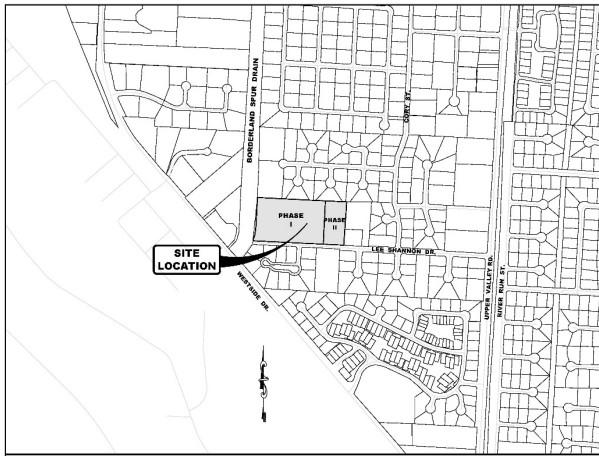 BORDERLAND SPUR DRAIN
CORY ST.
PHASE
I
PHASE
II
SITE
LOCATION
LEE SHANNON DR.
WESTSIDE DR.
UPPER VALLEY RD.
RIVER RUN ST.